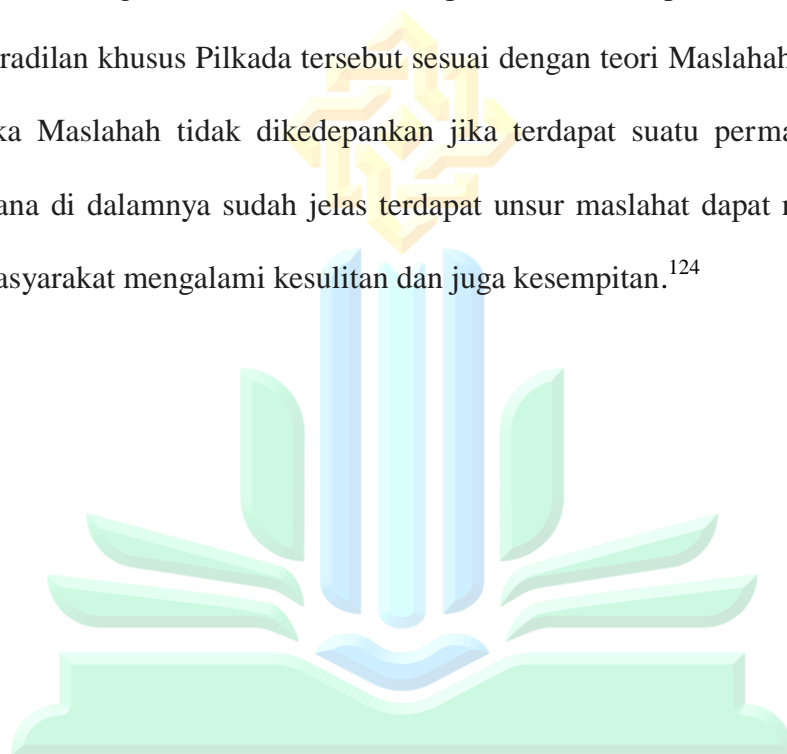 radilan khusus Pilkada tersebut sesuai dengan teori Maslahah
ka Maslahah tidak dikedepankan jika terdapat suatu perma
ana di dalamnya sudah jelas terdapat unsur maslahat dapat
asyarakat mengalami kesulitan dan juga kesempitan.124